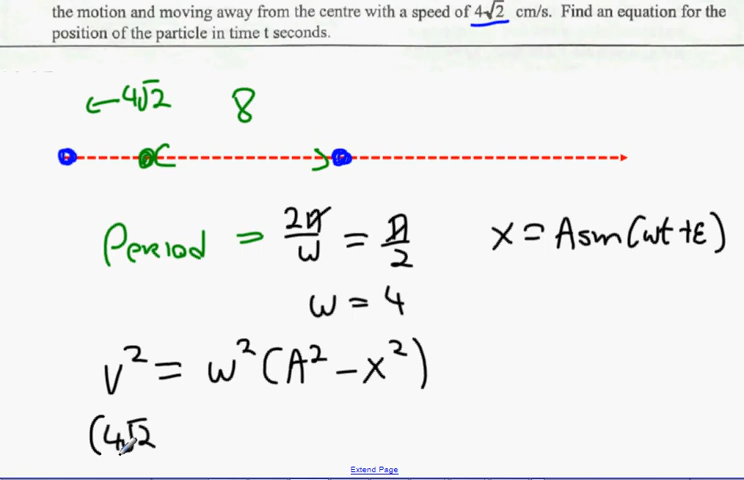 the motion and moving away from the centre with a speed of 4√2 cm/s. Find an equation for the
position of the particle in time t seconds.
←4√2 8
Period = 2π/ω = π/2 x = Asin(ωt+ε)
ω = 4
v² = ω²(A² − x²)
(4√2
Extend Page